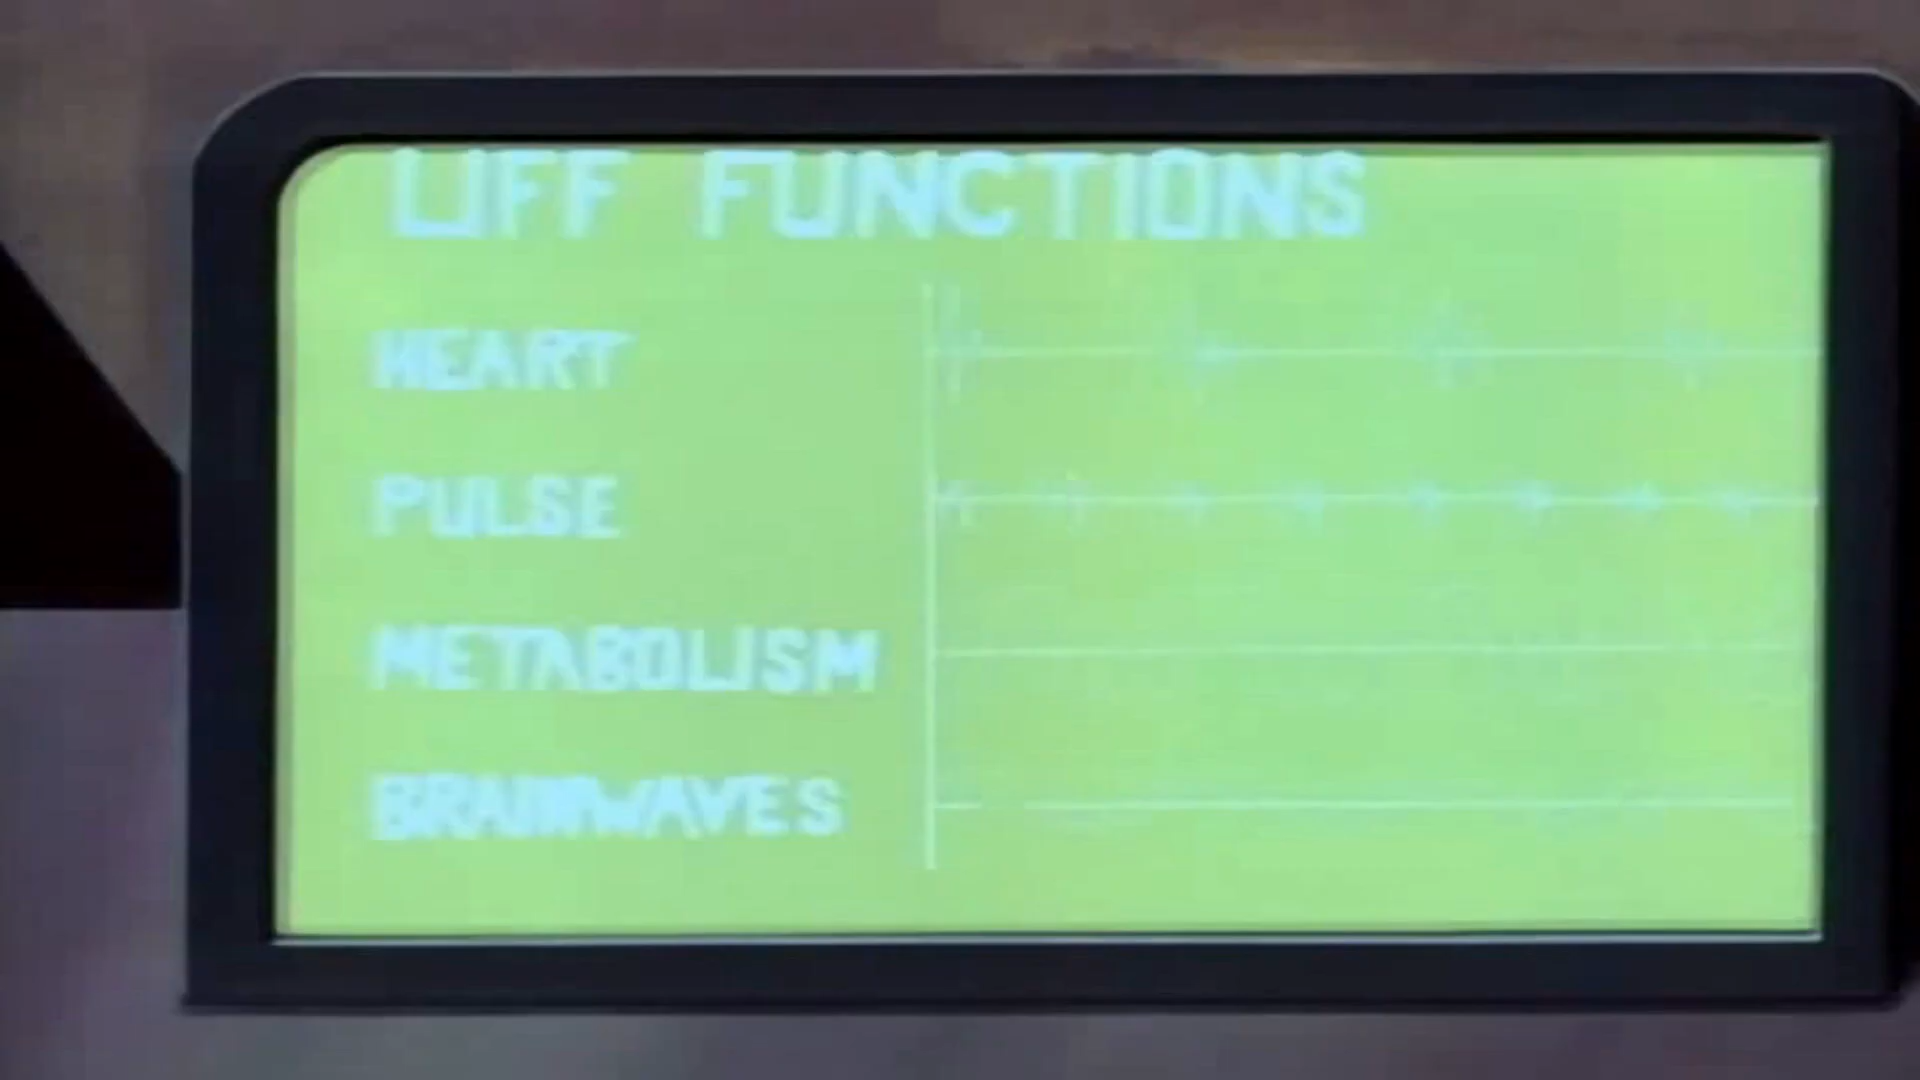 LIFF FUNCTIONS
HEART
PULSE
METABOLISM
BRAINWAVES